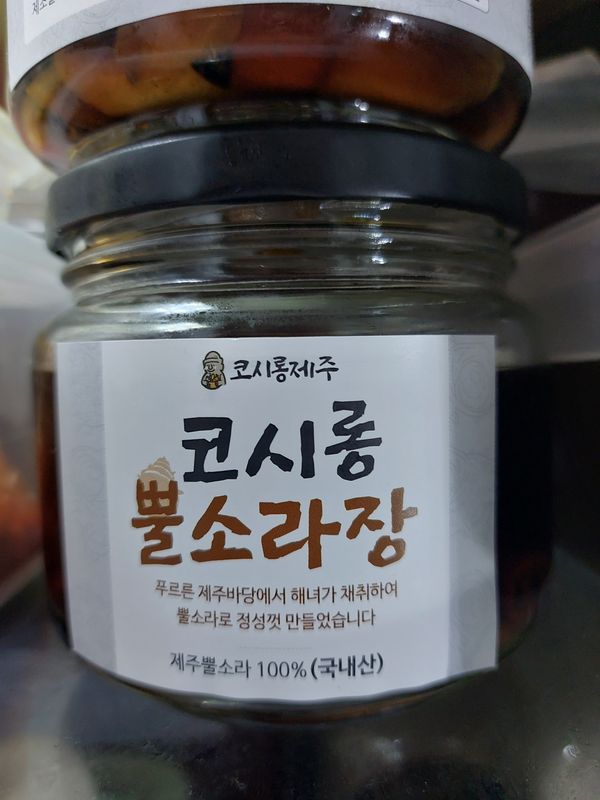 코시롱제주
코시롱
뿔소라장
푸르른 제주바당에서 해녀가 채취하여
뿔소라로 정성껏 만들었습니다
제주뿔소라 100% (국내산)